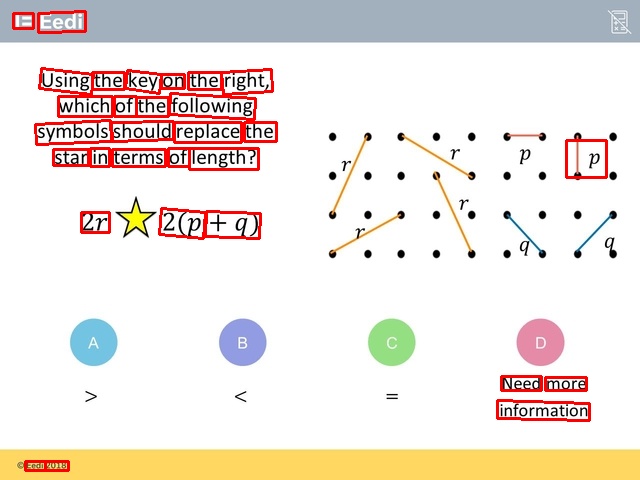 Eedi
Using the key on the right,
which of the following
symbols should replace the
star in terms of length?
2r ★ 2(p + q)
r r p p
r r q q
A B C D
> < = Need more
information
© Eedi 2018